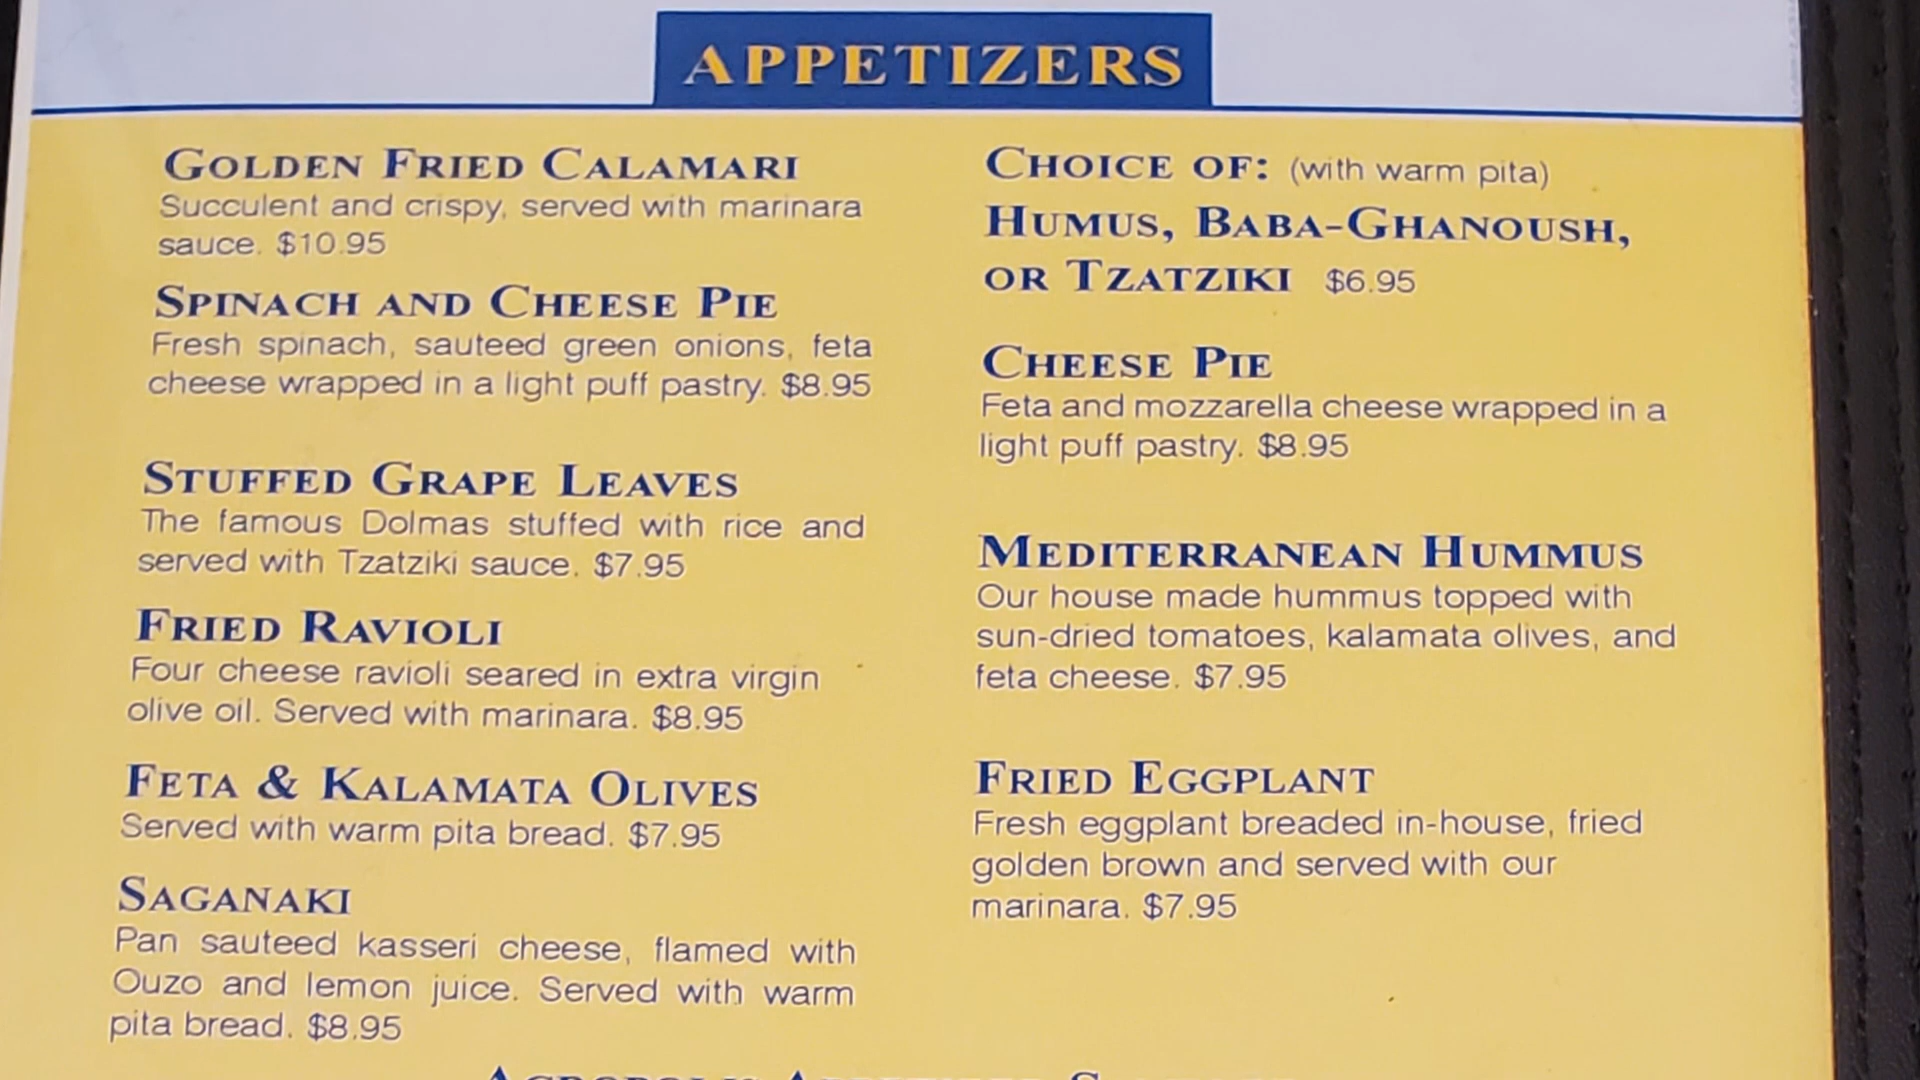 APPETIZERS
GOLDEN FRIED CALAMARI
Succulent and crispy, served with marinara
sauce. $10.95
SPINACH AND CHEESE PIE
Fresh spinach, sauteed green onions, feta
cheese wrapped in a light puff pastry. $8.95
STUFFED GRAPE LEAVES
The famous Dolmas stuffed with rice and
served with Tzatziki sauce. $7.95
FRIED RAVIOLI
Four cheese ravioli seared in extra virgin
olive oil. Served with marinara. $8.95
FETA & KALAMATA OLIVES
Served with warm pita bread. $7.95
SAGANAKI
Pan sauteed kasseri cheese, flamed with
Ouzo and lemon juice. Served with warm
pita bread. $8.95
CHOICE OF: (with warm pita)
HUMUS, BABA-GHANOUSH,
OR TZATZIKI $6.95
CHEESE PIE
Feta and mozzarella cheese wrapped in a
light puff pastry. $8.95
MEDITERRANEAN HUMMUS
Our house made hummus topped with
sun-dried tomatoes, kalamata olives, and
feta cheese. $7.95
FRIED EGGPLANT
Fresh eggplant breaded in-house, fried
golden brown and served with our
marinara. $7.95